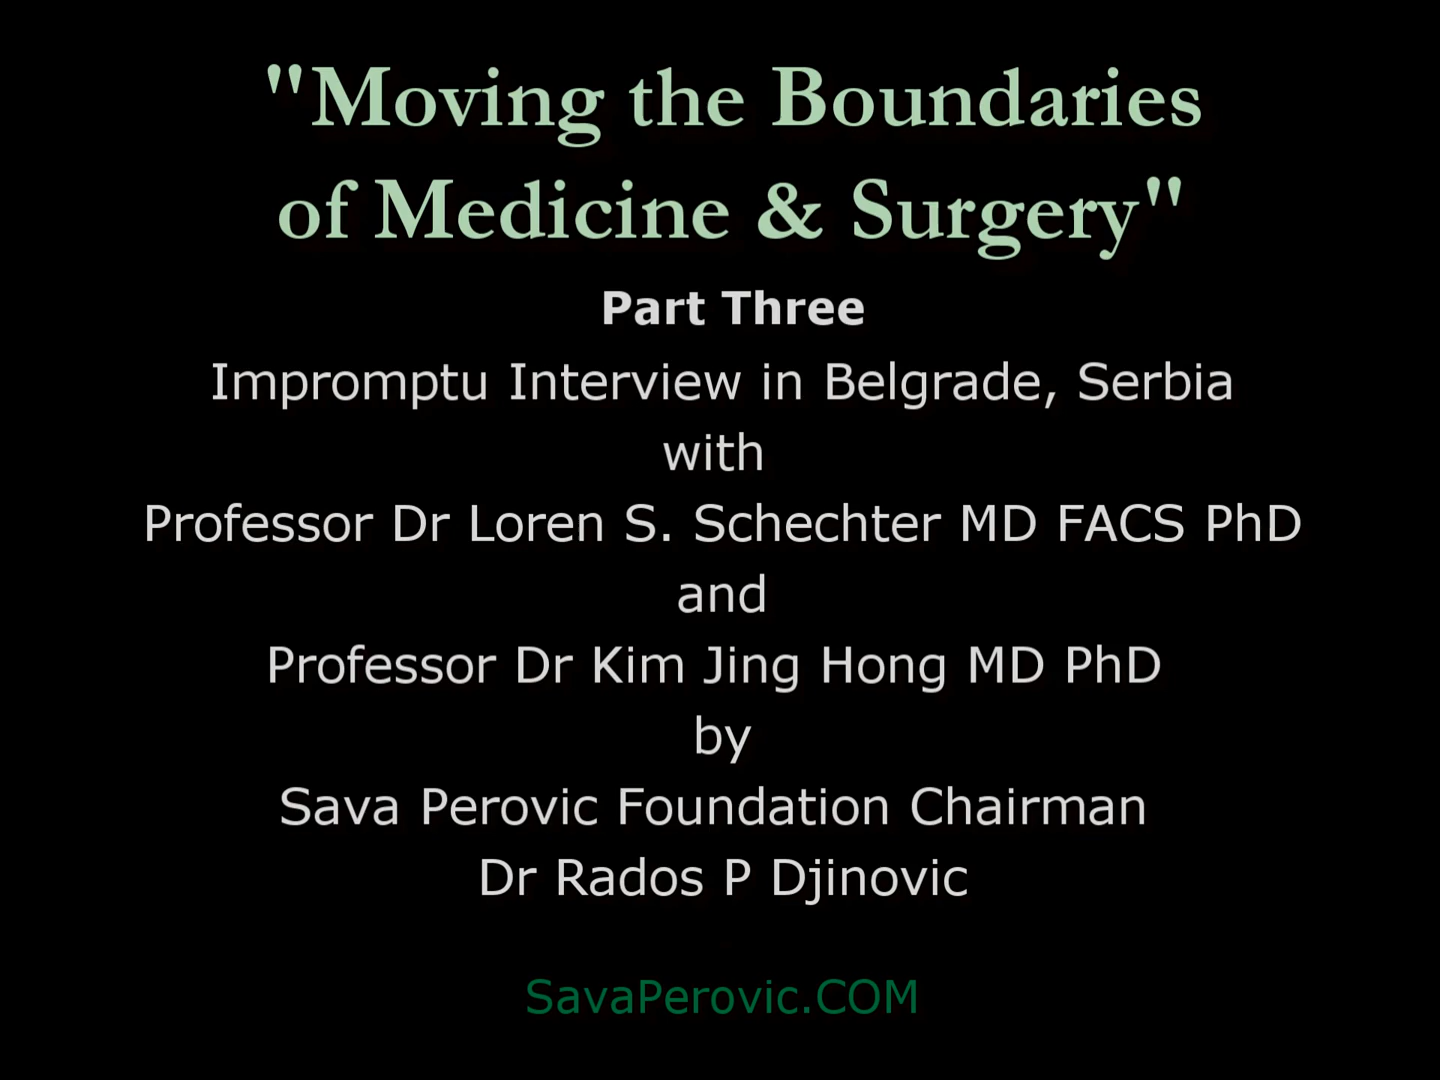 "Moving the Boundaries
of Medicine & Surgery"
Part Three
Impromptu Interview in Belgrade, Serbia
with
Professor Dr Loren S. Schechter MD FACS PhD
and
Professor Dr Kim Jing Hong MD PhD
by
Sava Perovic Foundation Chairman
Dr Rados P Djinovic
SavaPerovic.COM